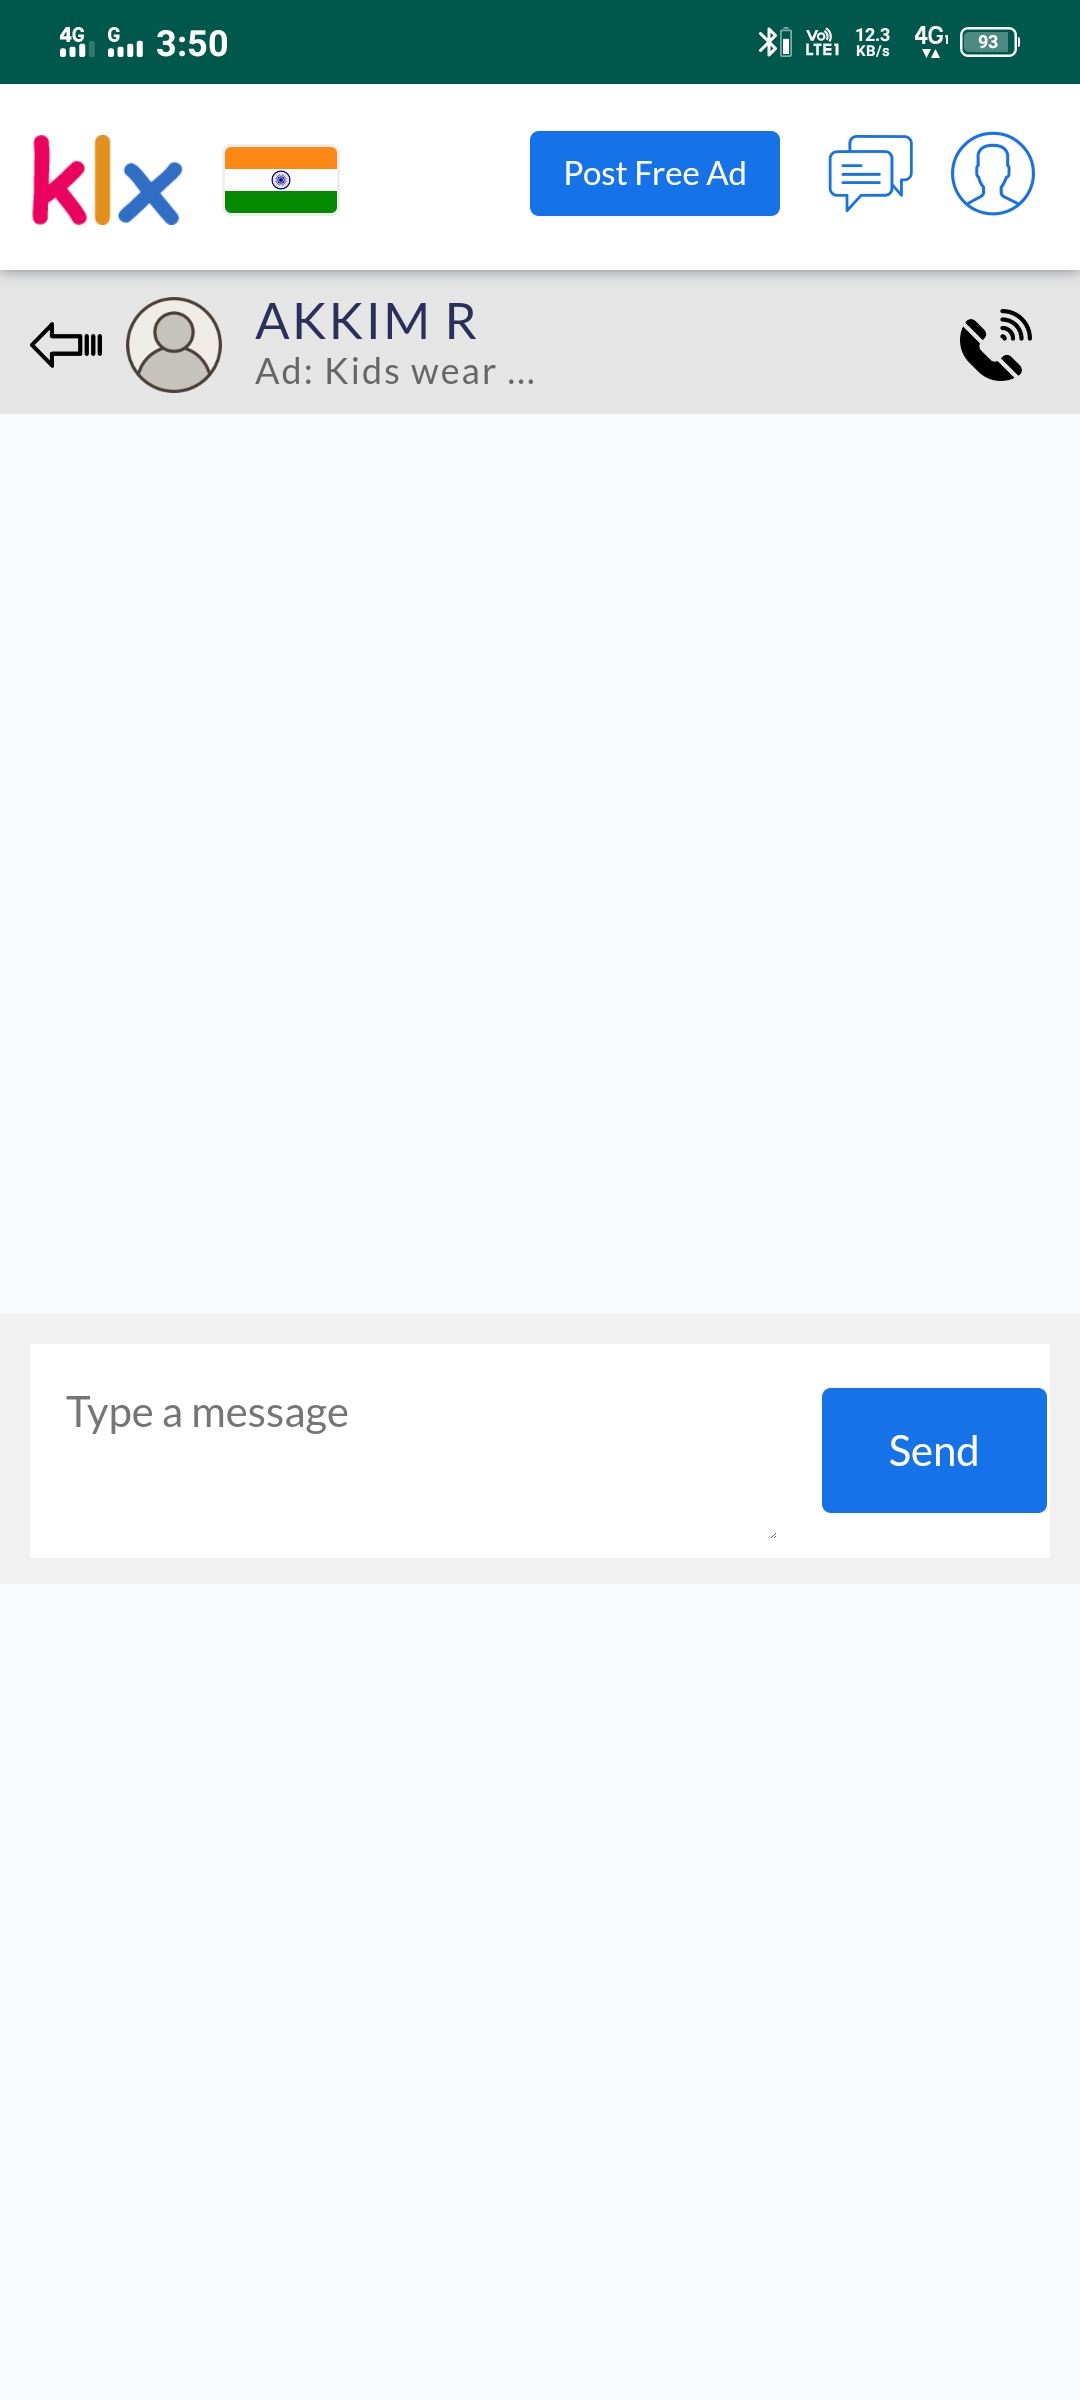 4G G 3:50 Vo) LTE1 12.3 KB/s 4G1 93
klx Post Free Ad
AKKIM R
Ad: Kids wear ...
Type a message
Send